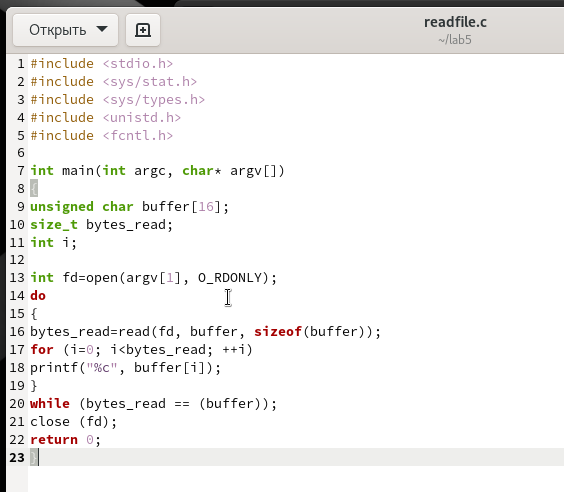 Открыть
readfile.c
~/lab5
1 #include <stdio.h>
2 #include <sys/stat.h>
3 #include <sys/types.h>
4 #include <unistd.h>
5 #include <fcntl.h>
6
7 int main(int argc, char* argv[])
8 {
9 unsigned char buffer[16];
10 size_t bytes_read;
11 int i;
12
13 int fd=open(argv[1], O_RDONLY);
14 do
15 {
16 bytes_read=read(fd, buffer, sizeof(buffer));
17 for (i=0; i<bytes_read; ++i)
18 printf("%c", buffer[i]);
19 }
20 while (bytes_read == (buffer));
21 close (fd);
22 return 0;
23 }